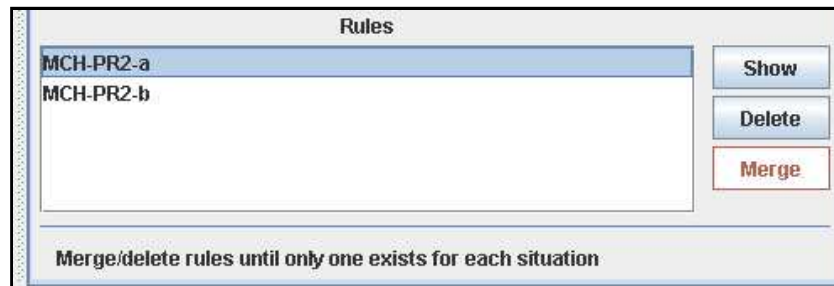 Rules
MCH-PR2-a
MCH-PR2-b
Show
Delete
Merge
Merge/delete rules until only one exists for each situation